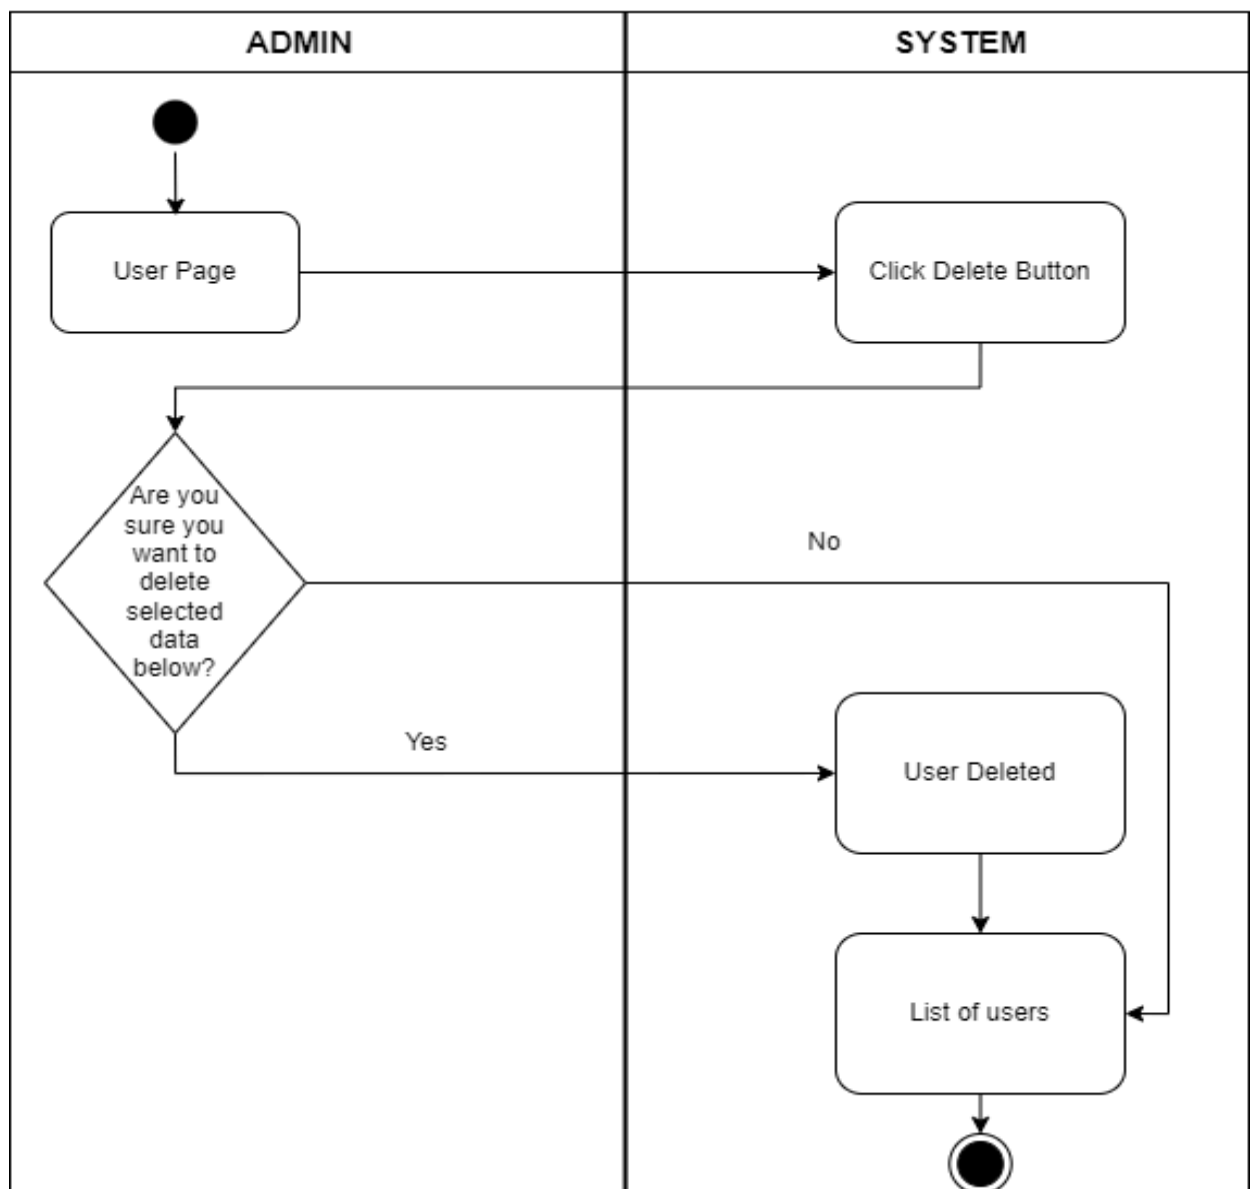 ADMIN
SYSTEM
User Page
Click Delete Button
Are you
sure you
want to
delete
selected
data
below?
No
Yes
User Deleted
List of users